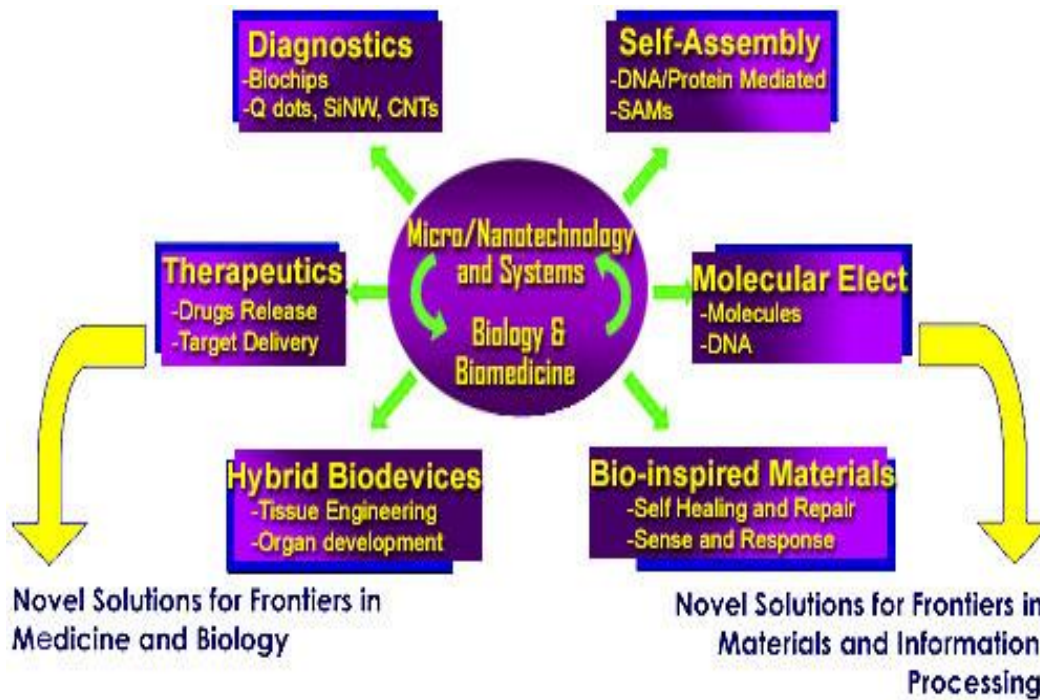 Diagnostics
-Biochips
-Q dots, SiNW, CNTs
Self-Assembly
-DNA/Protein Mediated
-SAMs
Micro/Nanotechnology
and Systems
Biology &
Biomedicine
Therapeutics
-Drugs Release
-Target Delivery
Molecular Elect
-Molecules
-DNA
Hybrid Biodevices
-Tissue Engineering
-Organ development
Bio-inspired Materials
-Self Healing and Repair
-Sense and Response
Novel Solutions for Frontiers in
Medicine and Biology
Novel Solutions for Frontiers in
Materials and Information
Processing